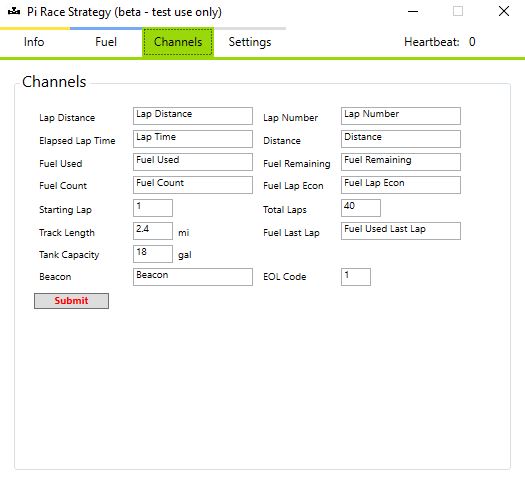 Pi Race Strategy (beta - test use only)
Info Fuel Channels Settings Heartbeat: 0
Channels
Lap Distance Lap Distance Lap Number Lap Number
Elapsed Lap Time Lap Time Distance Distance
Fuel Used Fuel Used Fuel Remaining Fuel Remaining
Fuel Count Fuel Count Fuel Lap Econ Fuel Lap Econ
Starting Lap 1 Total Laps 40
Track Length 2.4 mi Fuel Last Lap Fuel Used Last Lap
Tank Capacity 18 gal
Beacon Beacon EOL Code 1
Submit